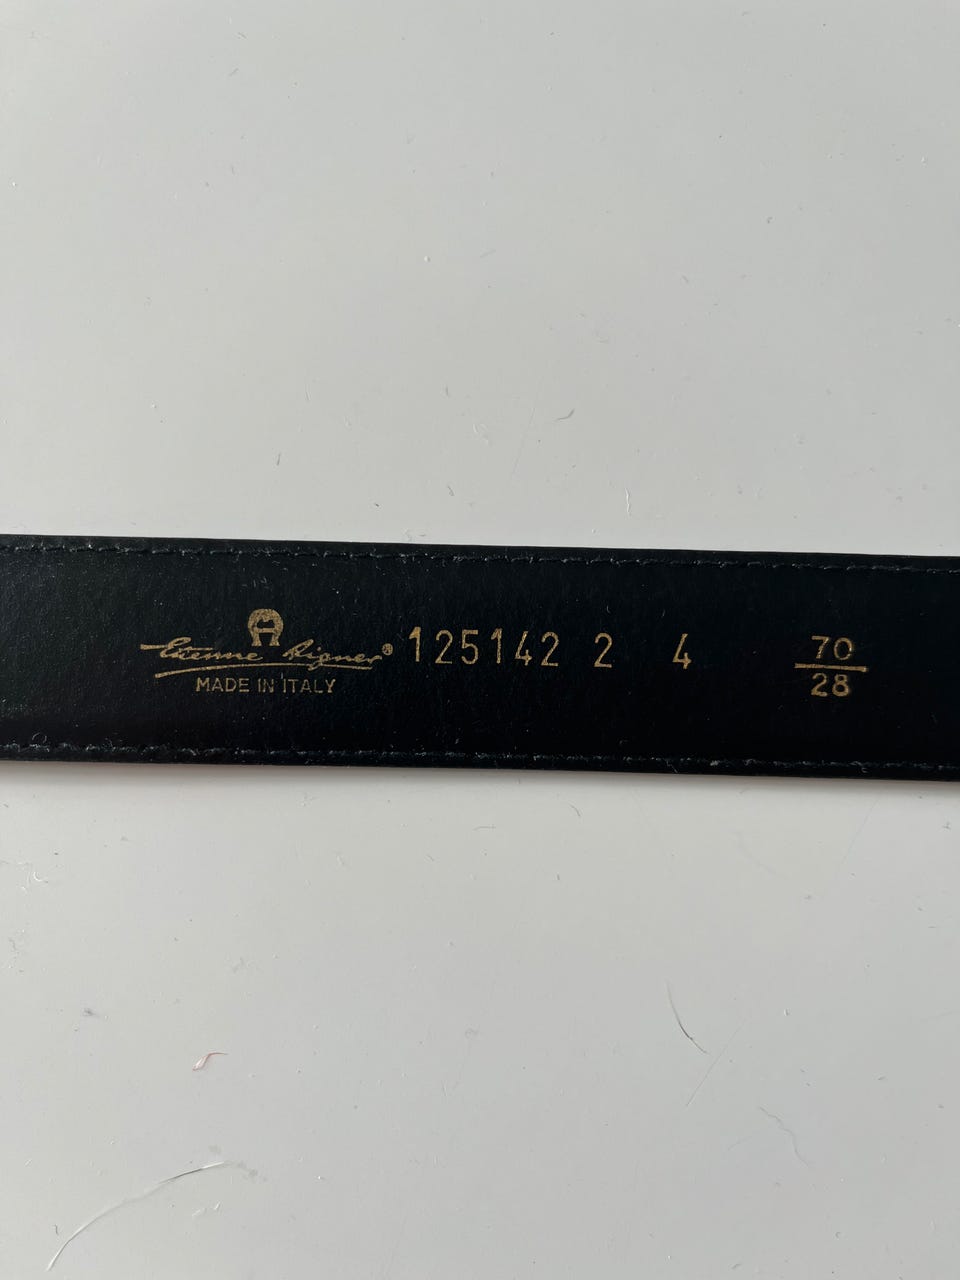 Etienne Aigner® 125142 2 4
MADE IN ITALY
70
28